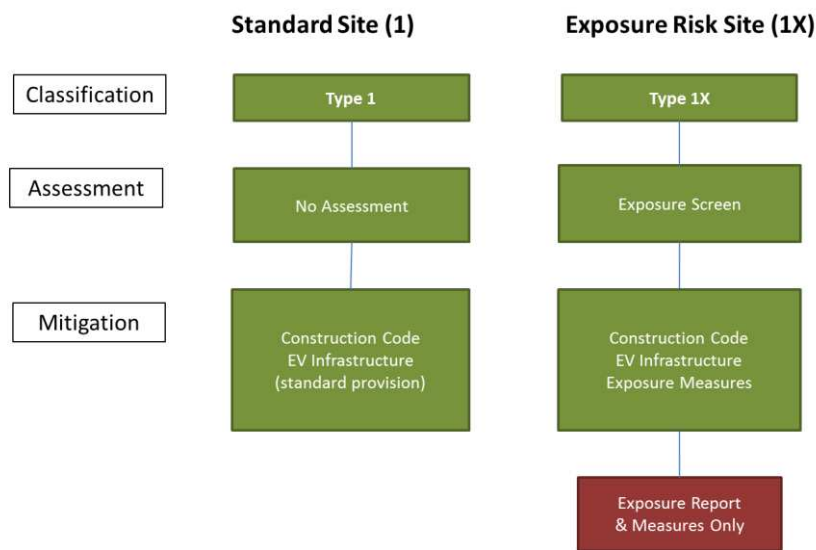 Standard Site (1)
Exposure Risk Site (1X)
Classification
Type 1
Type 1X
Assessment
No Assessment
Exposure Screen
Mitigation
Construction Code
EV Infrastructure
(standard provision)
Construction Code
EV Infrastructure
Exposure Measures
Exposure Report
& Measures Only